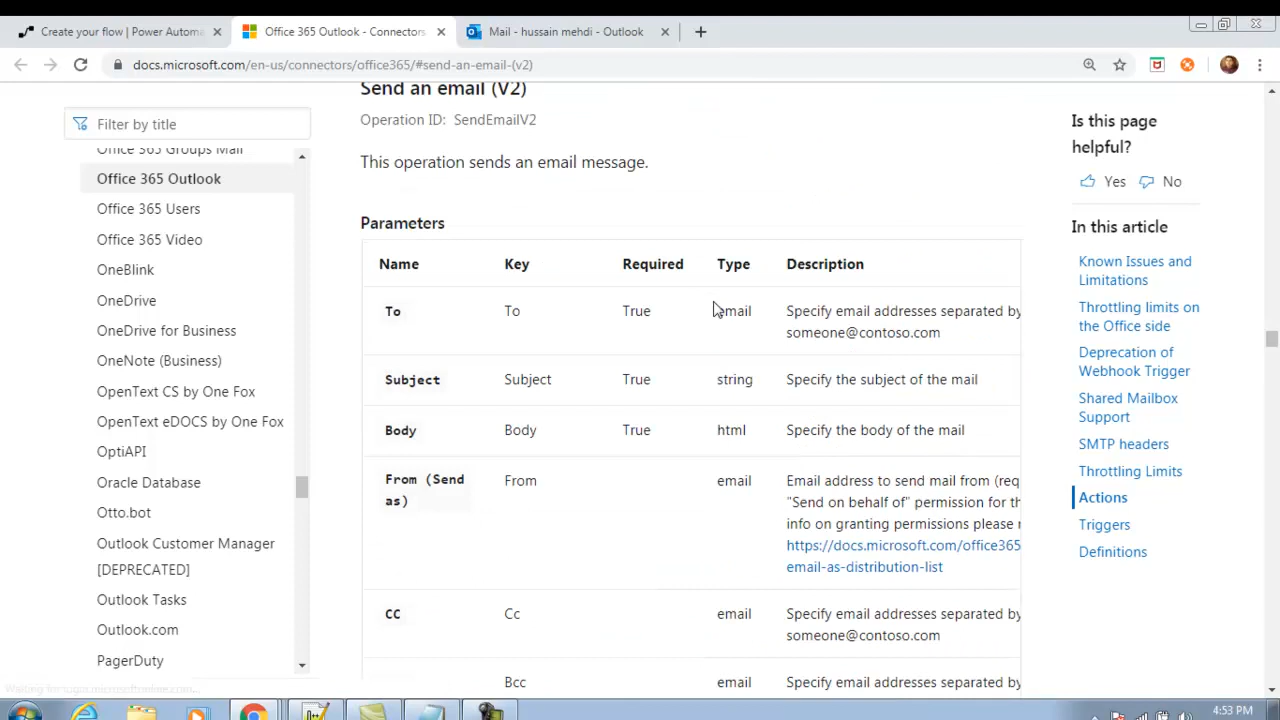 Create your flow | Power Automa
Office 365 Outlook - Connectors
Mail - hussain mehdi - Outlook
docs.microsoft.com/en-us/connectors/office365/#send-an-email-(v2)
Filter by title
Office 365 Groups Mail
Office 365 Outlook
Office 365 Users
Office 365 Video
OneBlink
OneDrive
OneDrive for Business
OneNote (Business)
OpenText CS by One Fox
OpenText eDOCS by One Fox
OptiAPI
Oracle Database
Otto.bot
Outlook Customer Manager
[DEPRECATED]
Outlook Tasks
Outlook.com
PagerDuty
Send an email (V2)
Operation ID: SendEmailV2
This operation sends an email message.
Parameters
Name Key Required Type Description
To To True email Specify email addresses separated by
someone@contoso.com
Subject Subject True string Specify the subject of the mail
Body Body True html Specify the body of the mail
From (Send From email Email address to send mail from (req
as) "Send on behalf of" permission for th
info on granting permissions please
https://docs.microsoft.com/office365
email-as-distribution-list
CC Cc email Specify email addresses separated by
someone@contoso.com
Bcc email Specify email addresses separated by
Is this page
helpful?
Yes No
In this article
Known Issues and
Limitations
Throttling limits on
the Office side
Deprecation of
Webhook Trigger
Shared Mailbox
Support
SMTP headers
Throttling Limits
Actions
Triggers
Definitions
4:53 PM